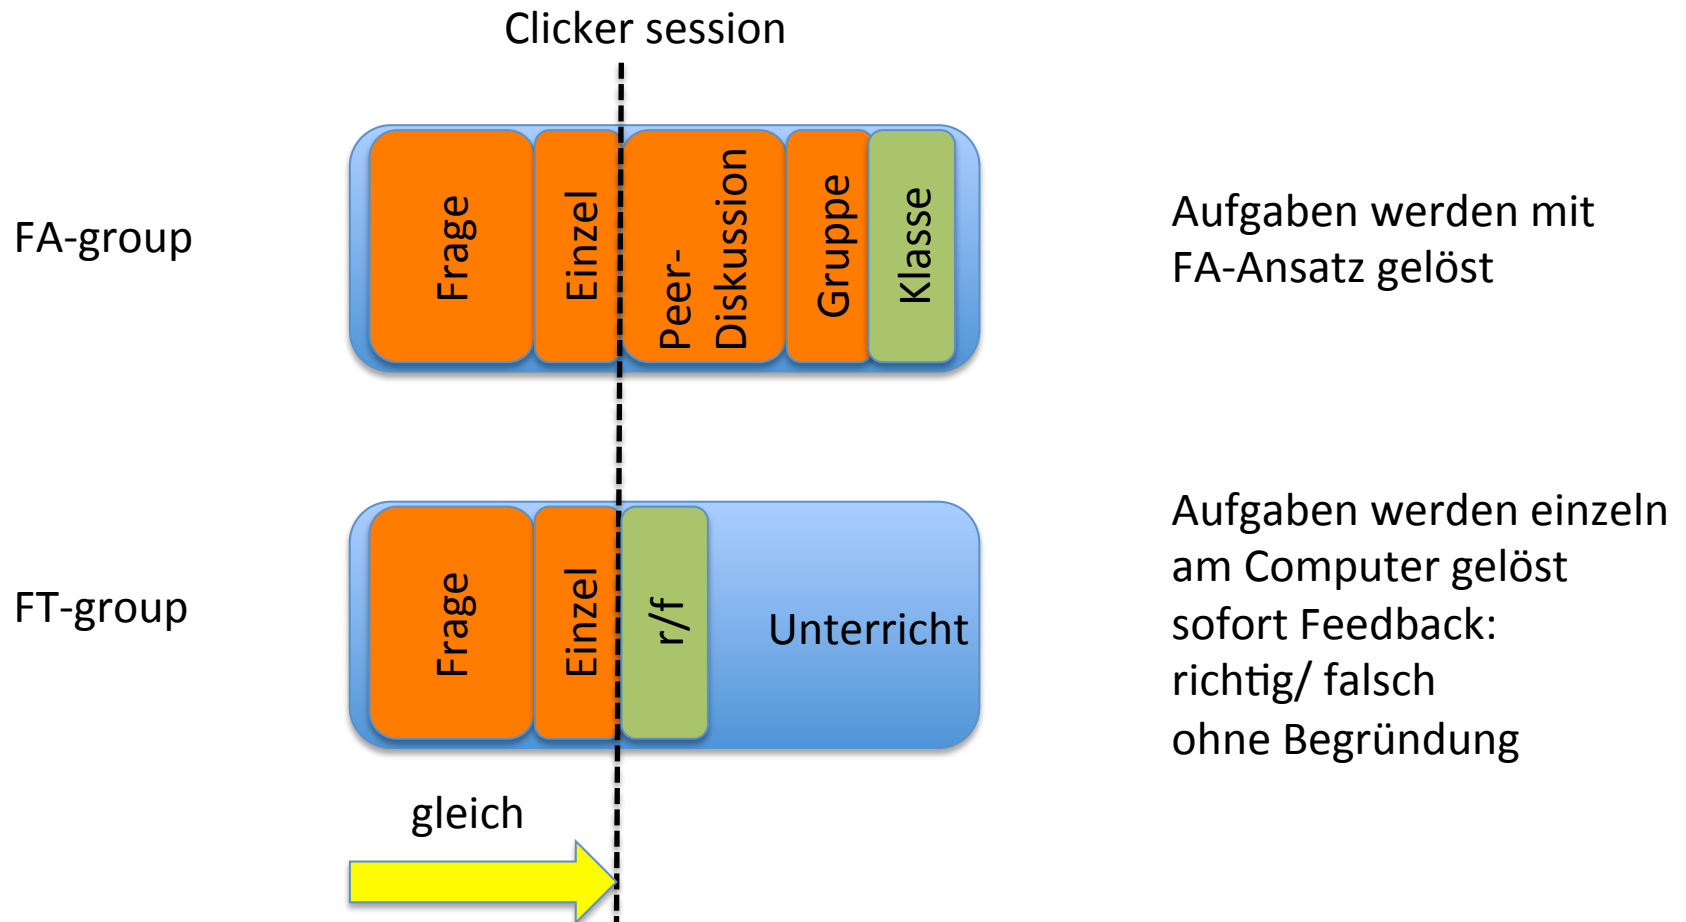 Clicker session
FA-group
Frage
Einzel
Peer-
Diskussion
Gruppe
Klasse
Aufgaben werden mit
FA-Ansatz gelöst
FT-group
Frage
Einzel
r/f
Unterricht
Aufgaben werden einzeln
am Computer gelöst
sofort Feedback:
richtig/ falsch
ohne Begründung
gleich